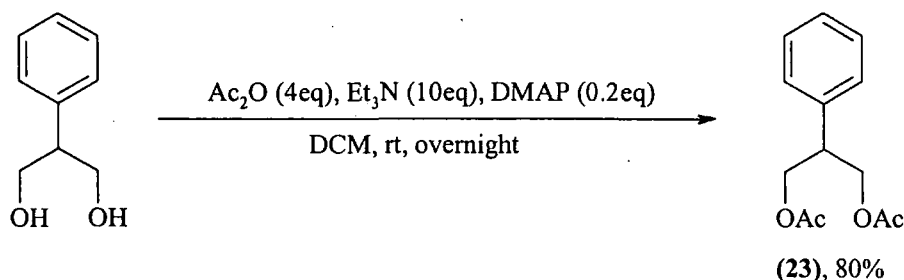 Ac₂O (4eq), Et₃N (10eq), DMAP (0.2eq)
DCM, rt, overnight
OH OH
OAc OAc
(23), 80%